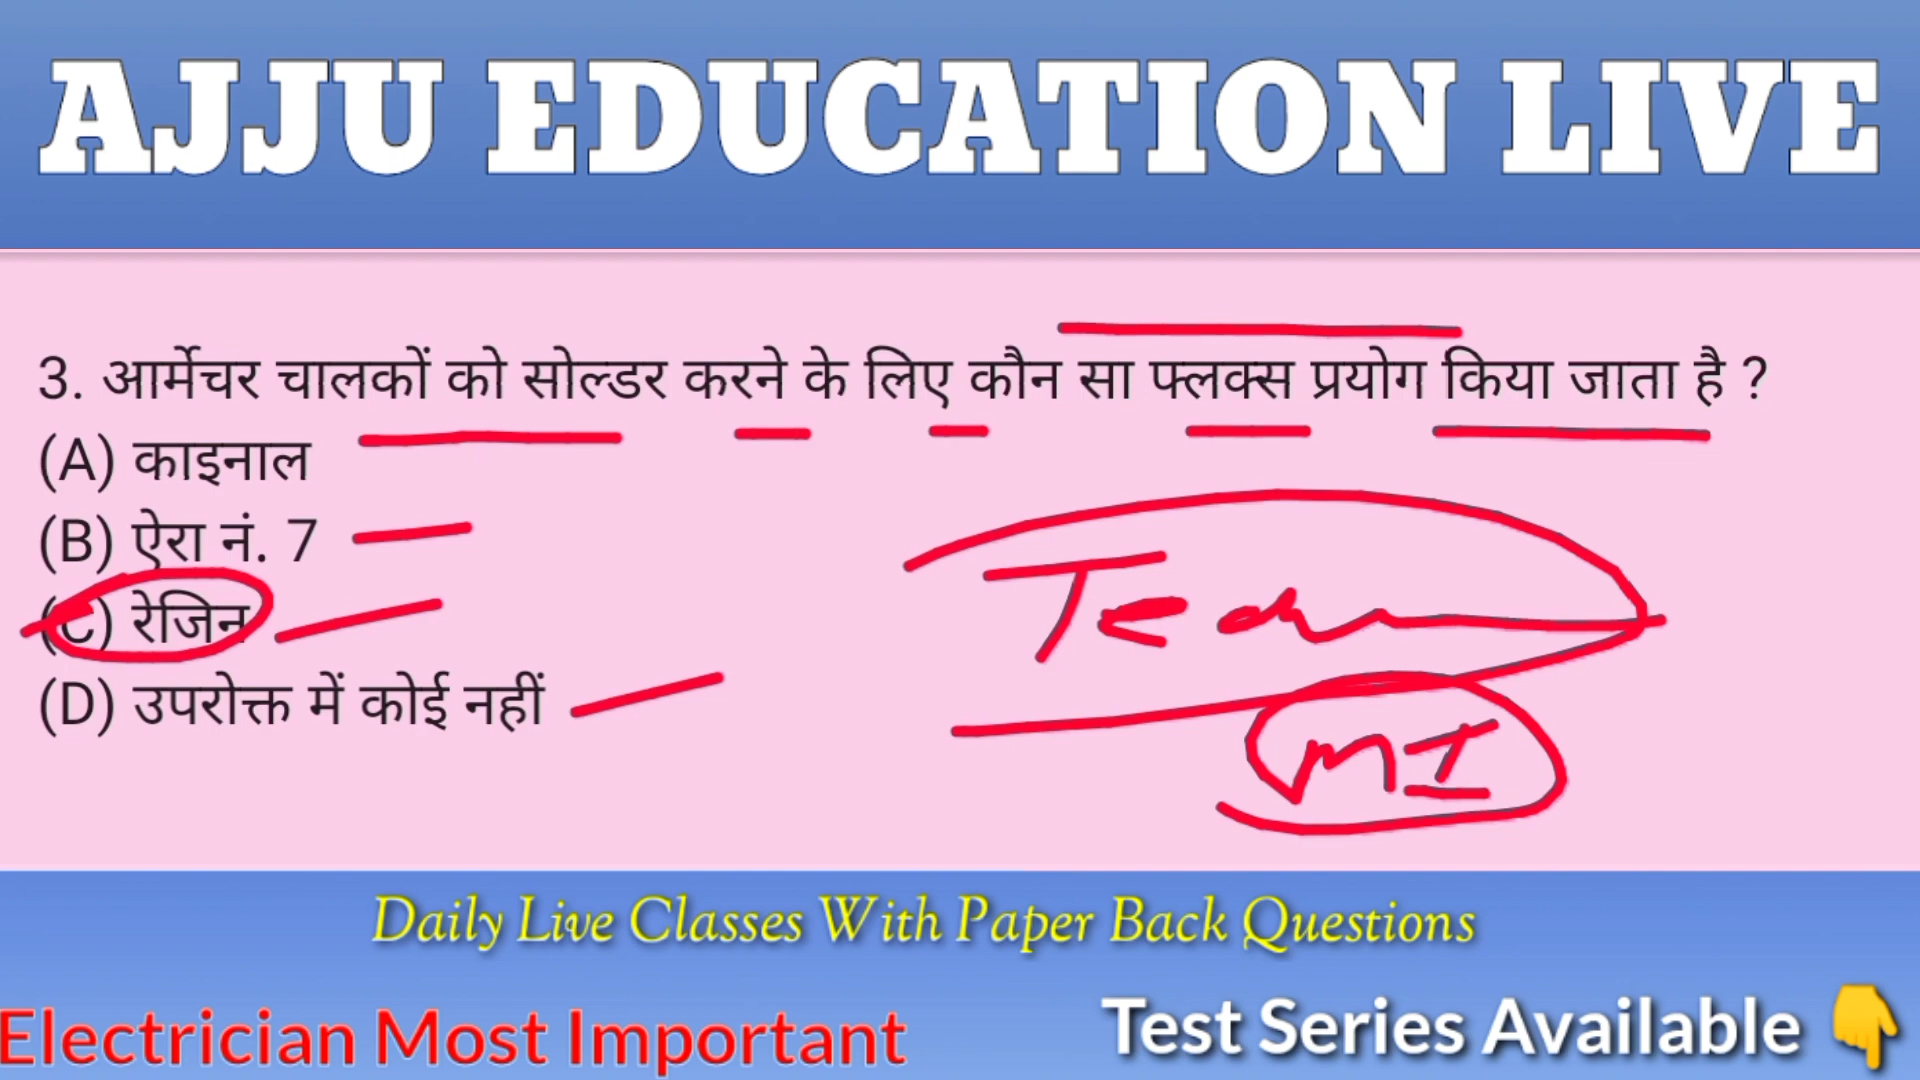 AJJU EDUCATION LIVE
3. आर्मेचर चालकों को सोल्डर करने के लिए कौन सा फ्लक्स प्रयोग किया जाता है ?
(A) काइनाल
(B) ऐरा नं. 7
(C) रेजिन
(D) उपरोक्त में कोई नहीं
MI
Daily Live Classes With Paper Back Questions
Electrician Most Important
Test Series Available 👇